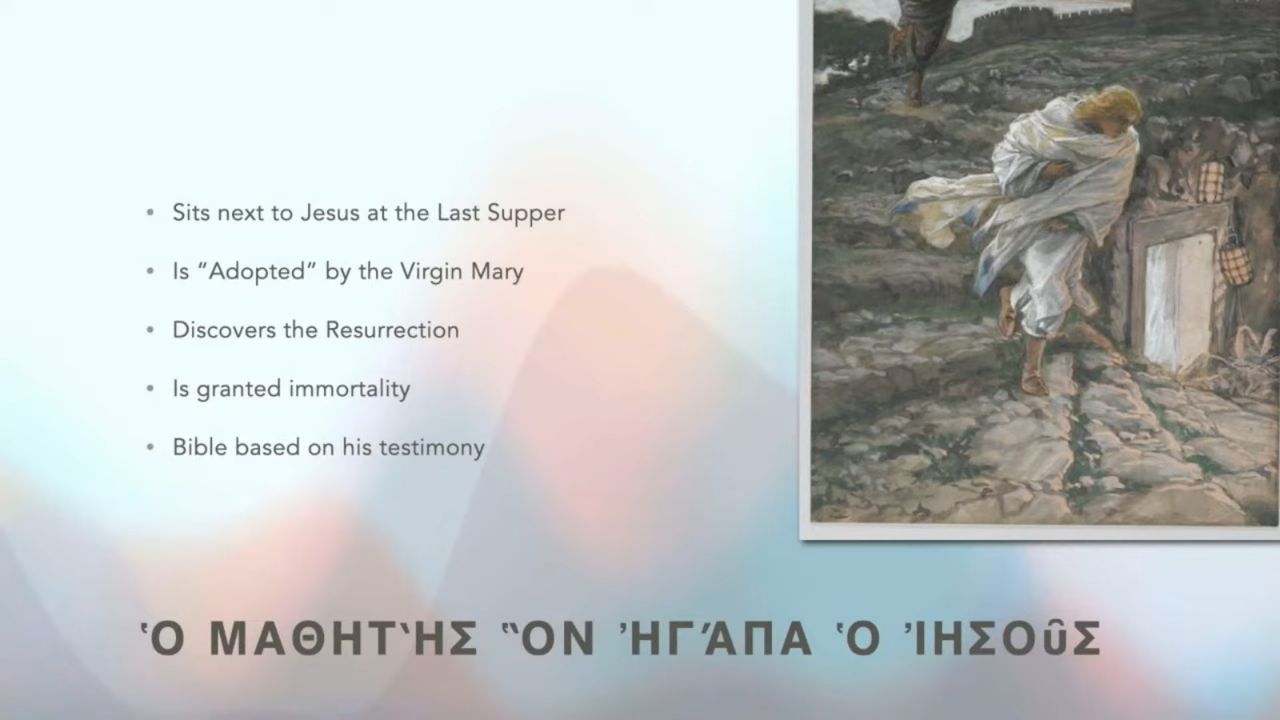 • Sits next to Jesus at the Last Supper
• Is “Adopted” by the Virgin Mary
• Discovers the Resurrection
• Is granted immortality
• Bible based on his testimony
Ὁ ΜΑΘΗΤῊΣ ὋΝ ἨΓΆΠΑ Ὁ ἸΗΣΟῦΣ